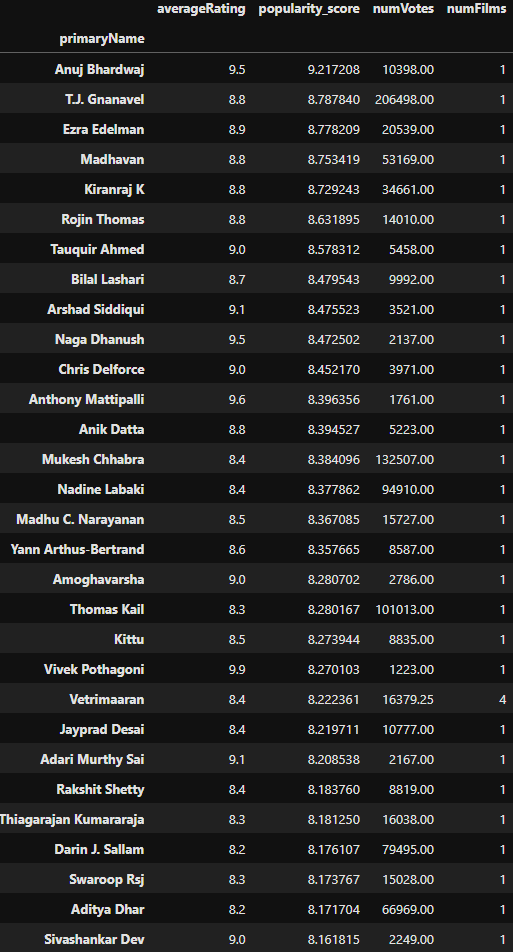 averageRating popularity_score numVotes numFilms
primaryName
Anuj Bhardwaj 9.5 9.217208 10398.00 1
T.J. Gnanavel 8.8 8.787840 206498.00 1
Ezra Edelman 8.9 8.778209 20539.00 1
Madhavan 8.8 8.753419 53169.00 1
Kiranraj K 8.8 8.729243 34661.00 1
Rojin Thomas 8.8 8.631895 14010.00 1
Tauquir Ahmed 9.0 8.578312 5458.00 1
Bilal Lashari 8.7 8.479543 9992.00 1
Arshad Siddiqui 9.1 8.475523 3521.00 1
Naga Dhanush 9.5 8.472502 2137.00 1
Chris Delforce 9.0 8.452170 3971.00 1
Anthony Mattipalli 9.6 8.396356 1761.00 1
Anik Datta 8.8 8.394527 5223.00 1
Mukesh Chhabra 8.4 8.384096 132507.00 1
Nadine Labaki 8.4 8.377862 94910.00 1
Madhu C. Narayanan 8.5 8.367085 15727.00 1
Yann Arthus-Bertrand 8.6 8.357665 8587.00 1
Amoghavarsha 9.0 8.280702 2786.00 1
Thomas Kail 8.3 8.280167 101013.00 1
Kittu 8.5 8.273944 8835.00 1
Vivek Pothagoni 9.9 8.270103 1223.00 1
Vetrimaaran 8.4 8.222361 16379.25 4
Jayprad Desai 8.4 8.219711 10777.00 1
Adari Murthy Sai 9.1 8.208538 2167.00 1
Rakshit Shetty 8.4 8.183760 8819.00 1
Thiagarajan Kumararaja 8.3 8.181250 16038.00 1
Darin J. Sallam 8.2 8.176107 79495.00 1
Swaroop Rsj 8.3 8.173767 15028.00 1
Aditya Dhar 8.2 8.171704 66969.00 1
Sivashankar Dev 9.0 8.161815 2249.00 1